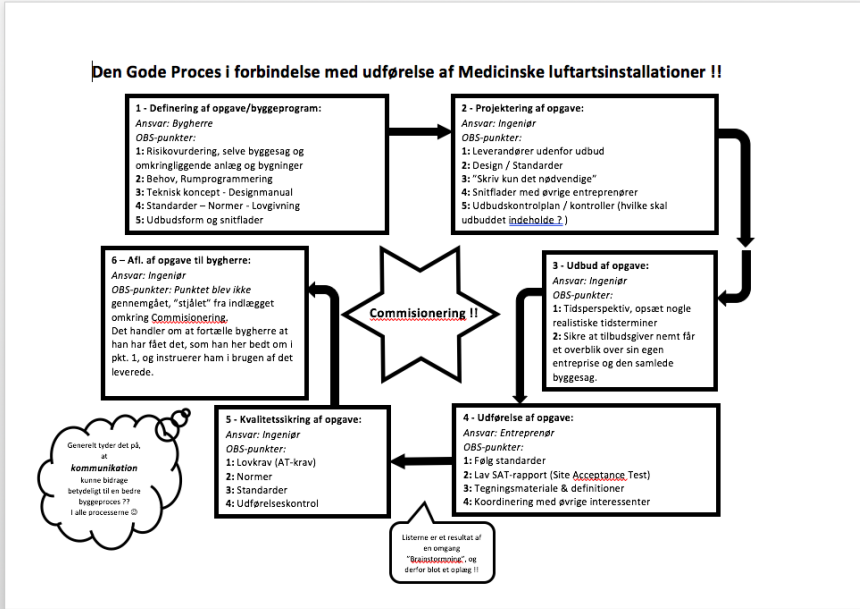 Den Gode Proces i forbindelse med udførelse af Medicinske luftartsinstallationer !!
1 - Definering af opgave/byggeprogram:
Ansvar: Bygherre
OBS-punkter:
1: Risikovurdering, selve byggesag og
omkringliggende anlæg og bygninger
2: Behov, Rumprogrammering
3: Teknisk koncept - Designmanual
4: Standarder – Normer - Lovgivning
5: Udbudsform og snitflader
2 - Projektering af opgave:
Ansvar: Ingeniør
OBS-punkter:
1: Leverandører udenfor udbud
2: Design / Standarder
3: ”Skriv kun det nødvendige”
4: Snitflader med øvrige entreprenører
5: Udbudskontrolplan / kontroller (hvilke skal
udbuddet indeholde ? )
3 - Udbud af opgave:
Ansvar: Ingeniør
OBS-punkter:
1: Tidsperspektiv, opsæt nogle
realistiske tidsterminer
2: Sikre at tilbudsgiver nemt får
et overblik over sin egen
entreprise og den samlede
byggesag.
4 - Udførelse af opgave:
Ansvar: Entreprenør
OBS-punkter:
1: Følg standarder
2: Lav SAT-rapport (Site Acceptance Test)
3: Tegningsmateriale & definitioner
4: Koordinering med øvrige interessenter
5 - Kvalitetssikring af opgave:
Ansvar: Ingeniør
OBS-punkter:
1: Lovkrav (AT-krav)
2: Normer
3: Standarder
4: Udførelseskontrol
6 – Afl. af opgave til bygherre:
Ansvar: Ingeniør
OBS-punkter: Punktet blev ikke
gennemgået, ”stjålet” fra indlægget
omkring Commisionering.
Det handler om at fortælle bygherre at
han har fået det, som han her bedt om i
pkt. 1, og instruerer ham i brugen af det
leverede.
Commisionering !!
Generelt tyder det på,
at
kommunikation
kunne bidrage
betydeligt til en bedre
byggeproces ??
I alle processerne ☺
Listerne er et resultat af
en omgang
”Brainstormning”, og
derfor blot et oplæg !!